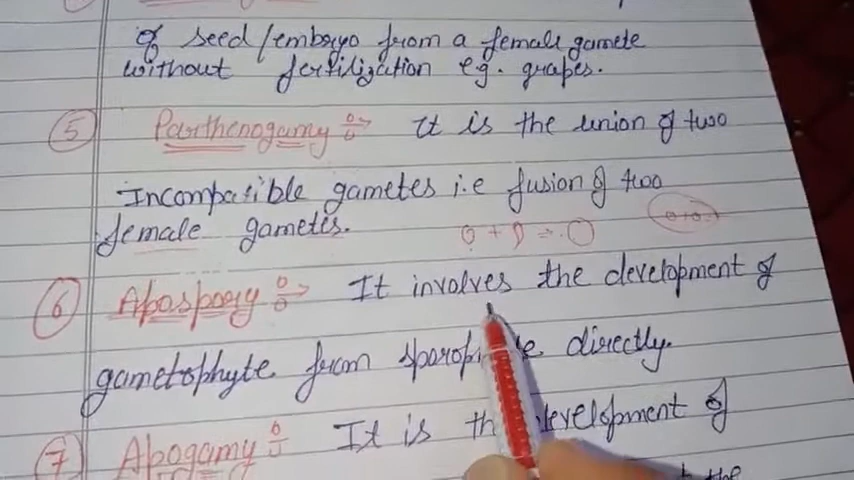 of seed/embryo from a female gamete
without fertilization e.g. grapes.
5 Parthenogamy :- It is the union of two
Incompatible gametes i.e fusion of two
female gametes. + =
6 Apospory :- It involves the development of
gametophyte from directly.
7 Apogamy :- It is development of
the